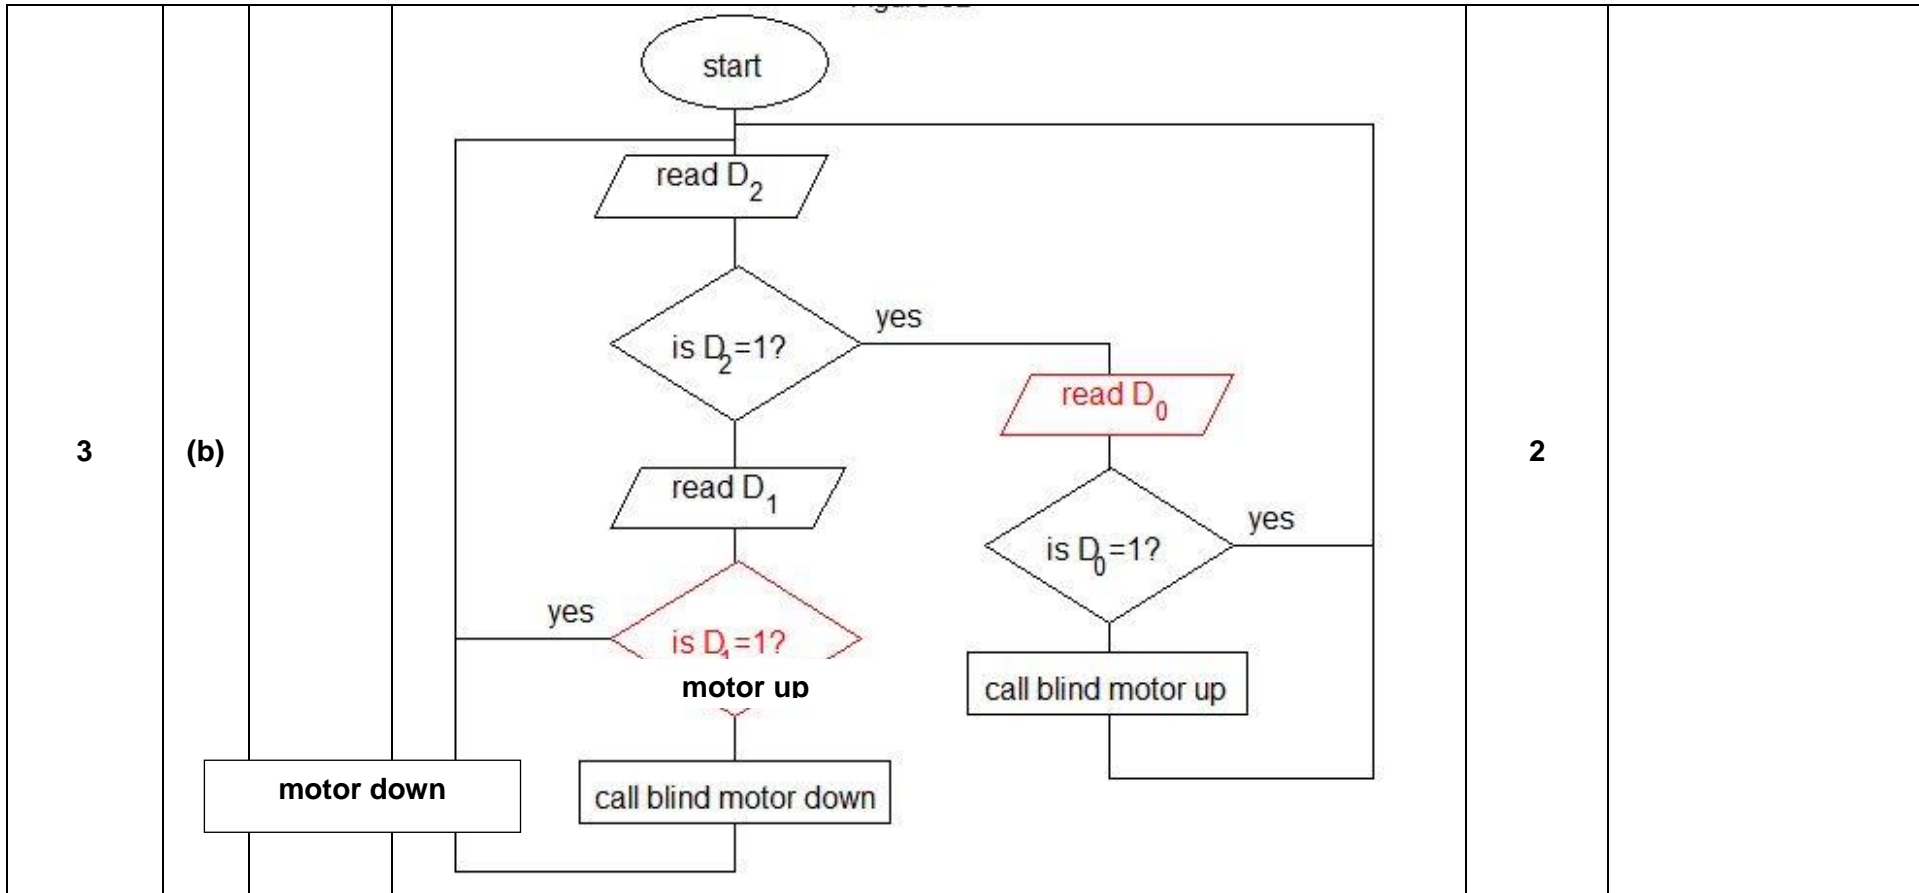 start
read D2
is D2=1?
yes
read D0
3
(b)
2
read D1
is D0=1?
yes
yes
is D1=1?
motor up
call blind motor up
motor down
call blind motor down